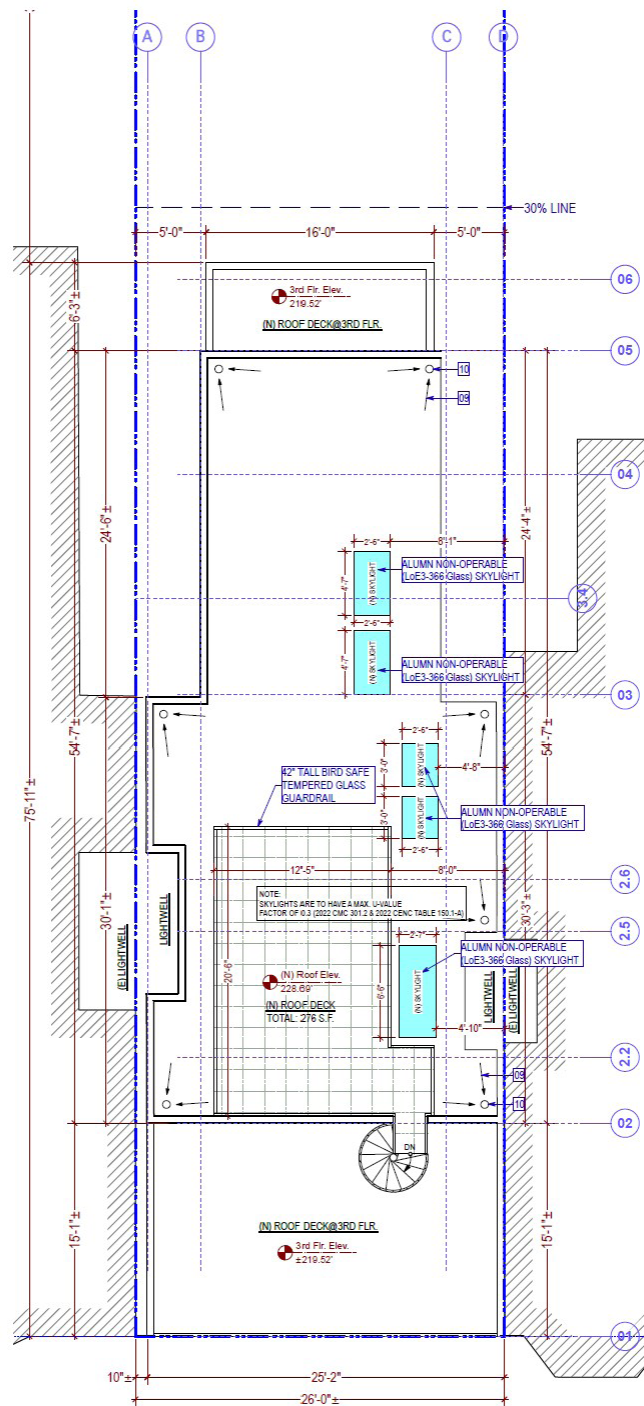 A
B
C
D
30% LINE
5'-0"
16'-0"
5'-0"
06
3rd Flr. Elev.
219.52'
6'-3"±
(N) ROOF DECK@3RD FLR.
05
10
09
04
24'-6"±
24'-4"±
2'-6"
8'-1"
ALUMN NON-OPERABLE
(LoE3-366 Glass) SKYLIGHT
4'-7"
(N) SKYLIGHT
3.4
2'-6"
4'-7"
(N) SKYLIGHT
ALUMN NON-OPERABLE
(LoE3-366 Glass) SKYLIGHT
03
54'-7"±
54'-7"±
75'-11"±
2'-6"
3'-0"
(N) SKYLIGHT
4'-8"
42" TALL BIRD SAFE
TEMPERED GLASS
GUARDRAIL
3'-0"
(N) SKYLIGHT
ALUMN NON-OPERABLE
(LoE3-366 Glass) SKYLIGHT
2'-6"
12'-5"
8'-0"
2.6
NOTE:
SKYLIGHTS ARE TO HAVE A MAX. U-VALUE
FACTOR OF 0.3 (2022 CMC 301.2 & 2022 CENC TABLE 150.1-A)
30'-1"±
30'-3"±
LIGHTWELL
(E) LIGHTWELL
2.5
2'-7"
ALUMN NON-OPERABLE
(LoE3-366 Glass) SKYLIGHT
20'-6"
(N) Roof Elev.
228.69'
6'-6"
(N) SKYLIGHT
(N) ROOF DECK
TOTAL: 276 S.F.
LIGHTWELL
(E) LIGHTWELL
4'-10"
2.2
09
10
02
DN
15'-1"±
15'-1"±
(N) ROOF DECK@3RD FLR.
3rd Flr. Elev.
±219.52'
01
10"±
25'-2"
26'-0"±